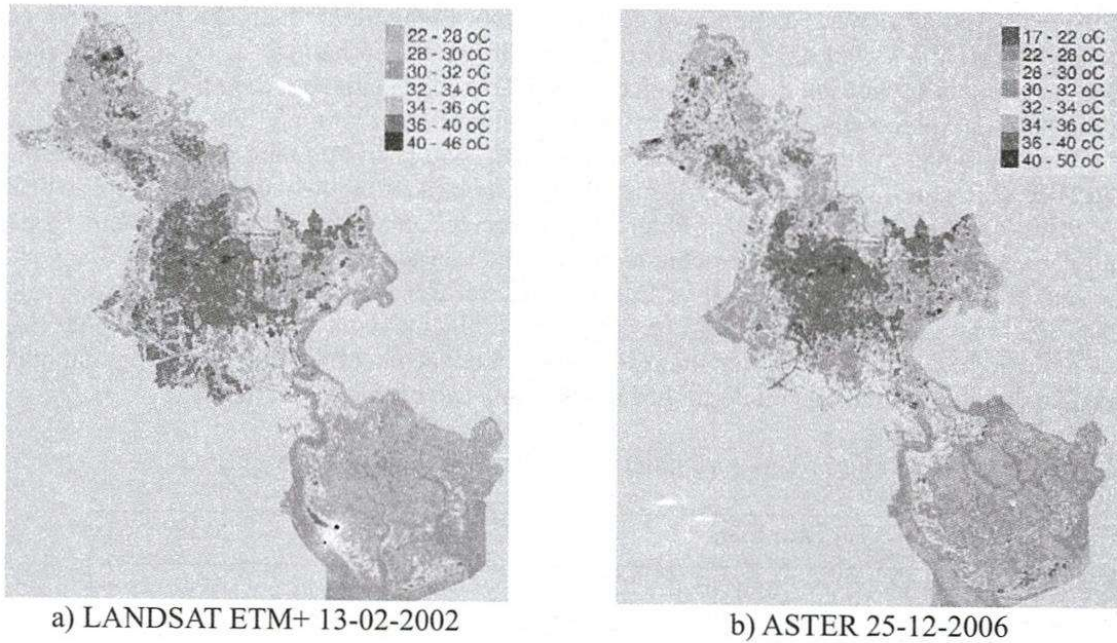 22 - 28 oC
28 - 30 oC
30 - 32 oC
32 - 34 oC
34 - 36 oC
36 - 40 oC
40 - 46 oC
17 - 22 oC
22 - 28 oC
28 - 30 oC
30 - 32 oC
32 - 34 oC
34 - 36 oC
36 - 40 oC
40 - 50 oC
a) LANDSAT ETM+ 13-02-2002
b) ASTER 25-12-2006